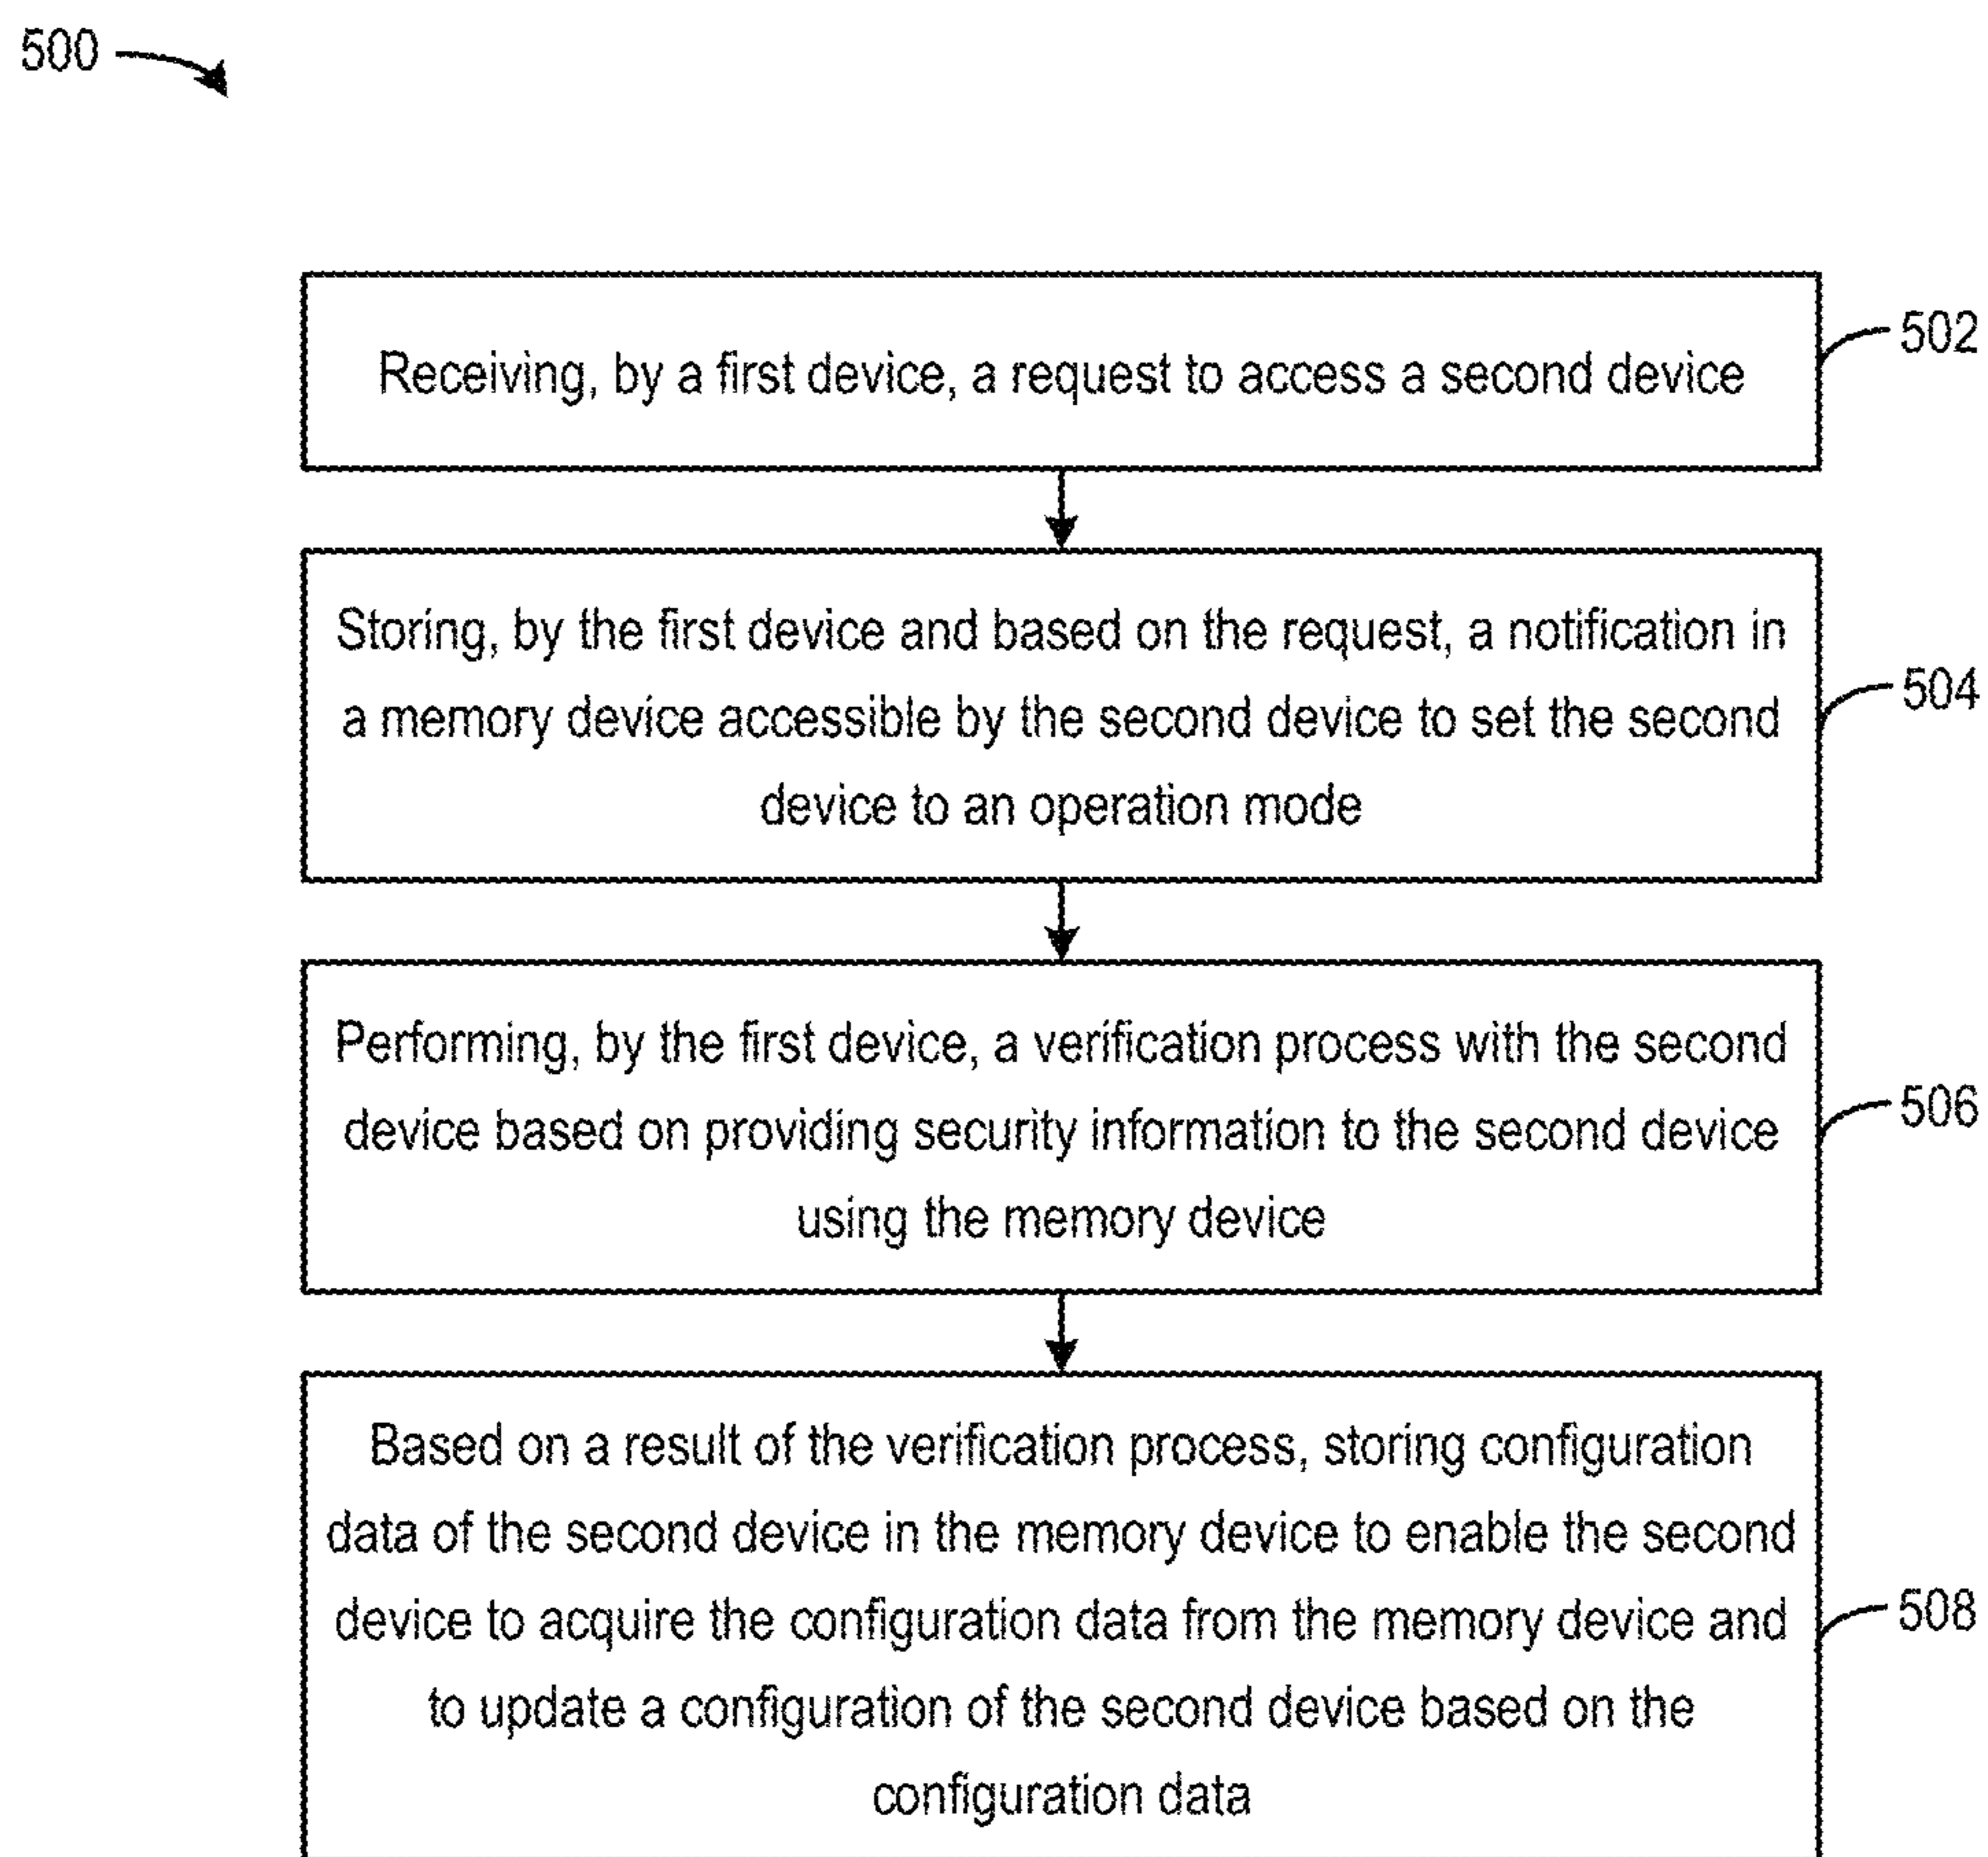 500
Receiving, by a first device, a request to access a second device
502
Storing, by the first device and based on the request, a notification in
a memory device accessible by the second device to set the second
device to an operation mode
504
Performing, by the first device, a verification process with the second
device based on providing security information to the second device
using the memory device
506
Based on a result of the verification process, storing configuration
data of the second device in the memory device to enable the second
device to acquire the configuration data from the memory device and
to update a configuration of the second device based on the
configuration data
508